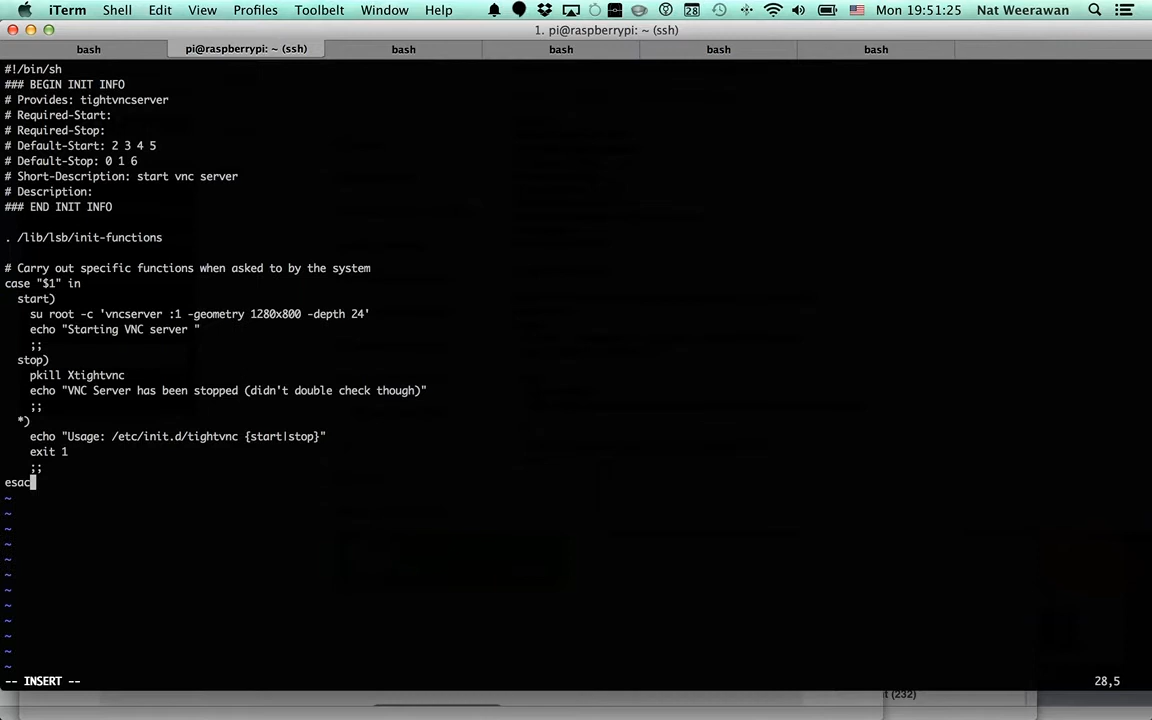 iTerm Shell Edit View Profiles Toolbelt Window Help 28 Mon 19:51:25 Nat Weerawan
1. pi@raspberrypi: ~ (ssh)
bash pi@raspberrypi: ~ (ssh) bash bash bash bash
#!/bin/sh
### BEGIN INIT INFO
# Provides: tightvncserver
# Required-Start:
# Required-Stop:
# Default-Start: 2 3 4 5
# Default-Stop: 0 1 6
# Short-Description: start vnc server
# Description:
### END INIT INFO
. /lib/lsb/init-functions
# Carry out specific functions when asked to by the system
case "$1" in
start)
su root -c 'vncserver :1 -geometry 1280x800 -depth 24'
echo "Starting VNC server "
;;
stop)
pkill Xtightvnc
echo "VNC Server has been stopped (didn't double check though)"
;;
*)
echo "Usage: /etc/init.d/tightvnc {start|stop}"
exit 1
;;
esac
~
~
~
~
~
~
~
~
~
~
~
~
-- INSERT -- 28,5
(232)